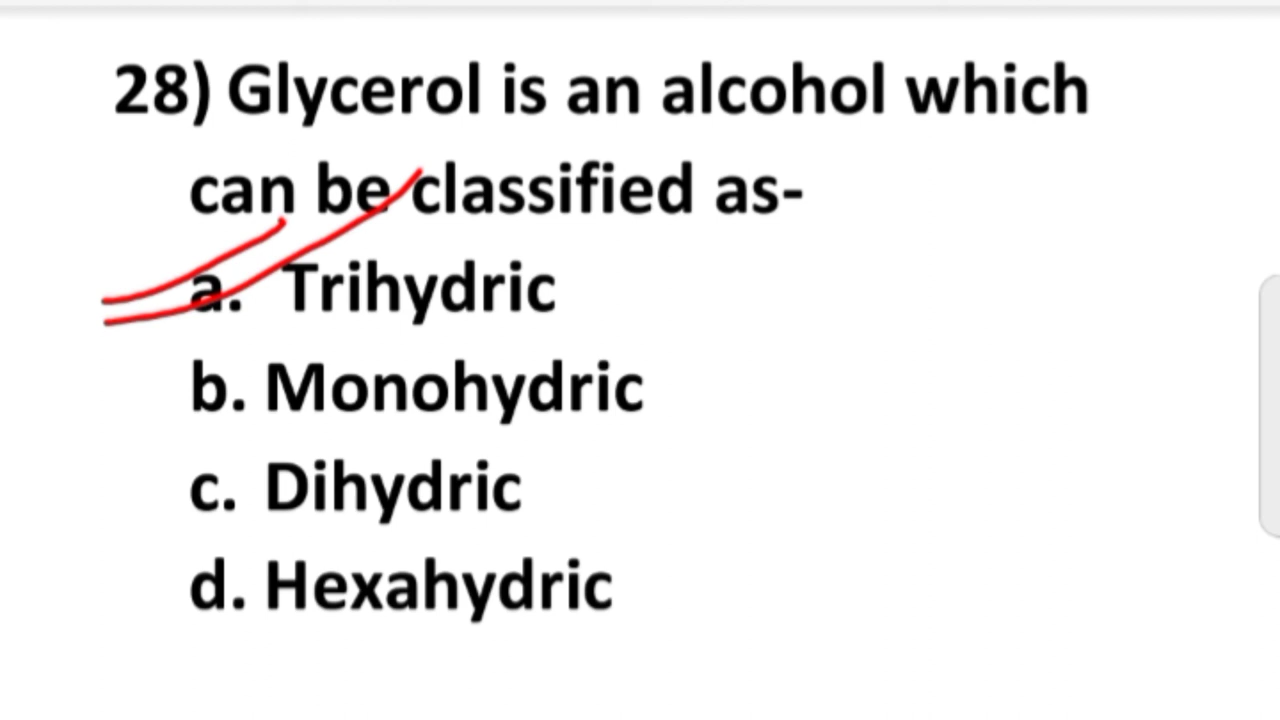 28) Glycerol is an alcohol which
can be classified as-
a. Trihydric
b. Monohydric
c. Dihydric
d. Hexahydric